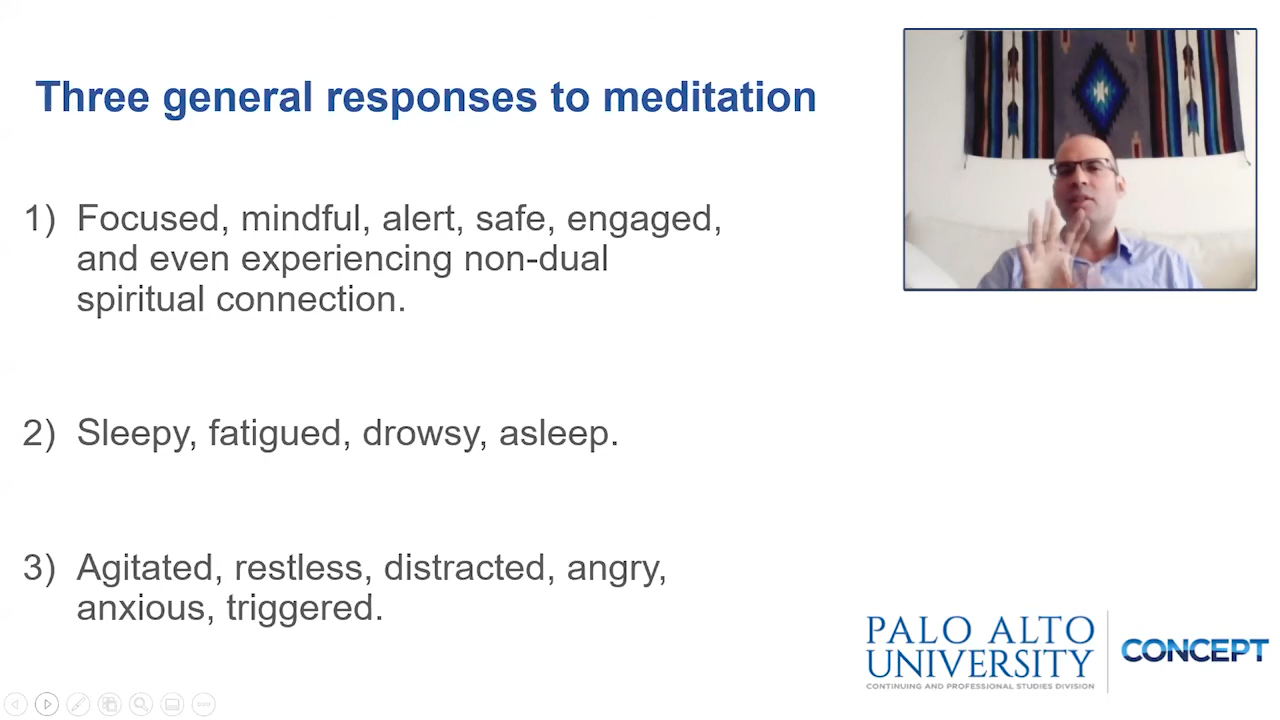 Three general responses to meditation
1) Focused, mindful, alert, safe, engaged,
and even experiencing non-dual
spiritual connection.
2) Sleepy, fatigued, drowsy, asleep.
3) Agitated, restless, distracted, angry,
anxious, triggered.
PALO ALTO
UNIVERSITY
CONTINUING AND PROFESSIONAL STUDIES DIVISION
CONCEPT